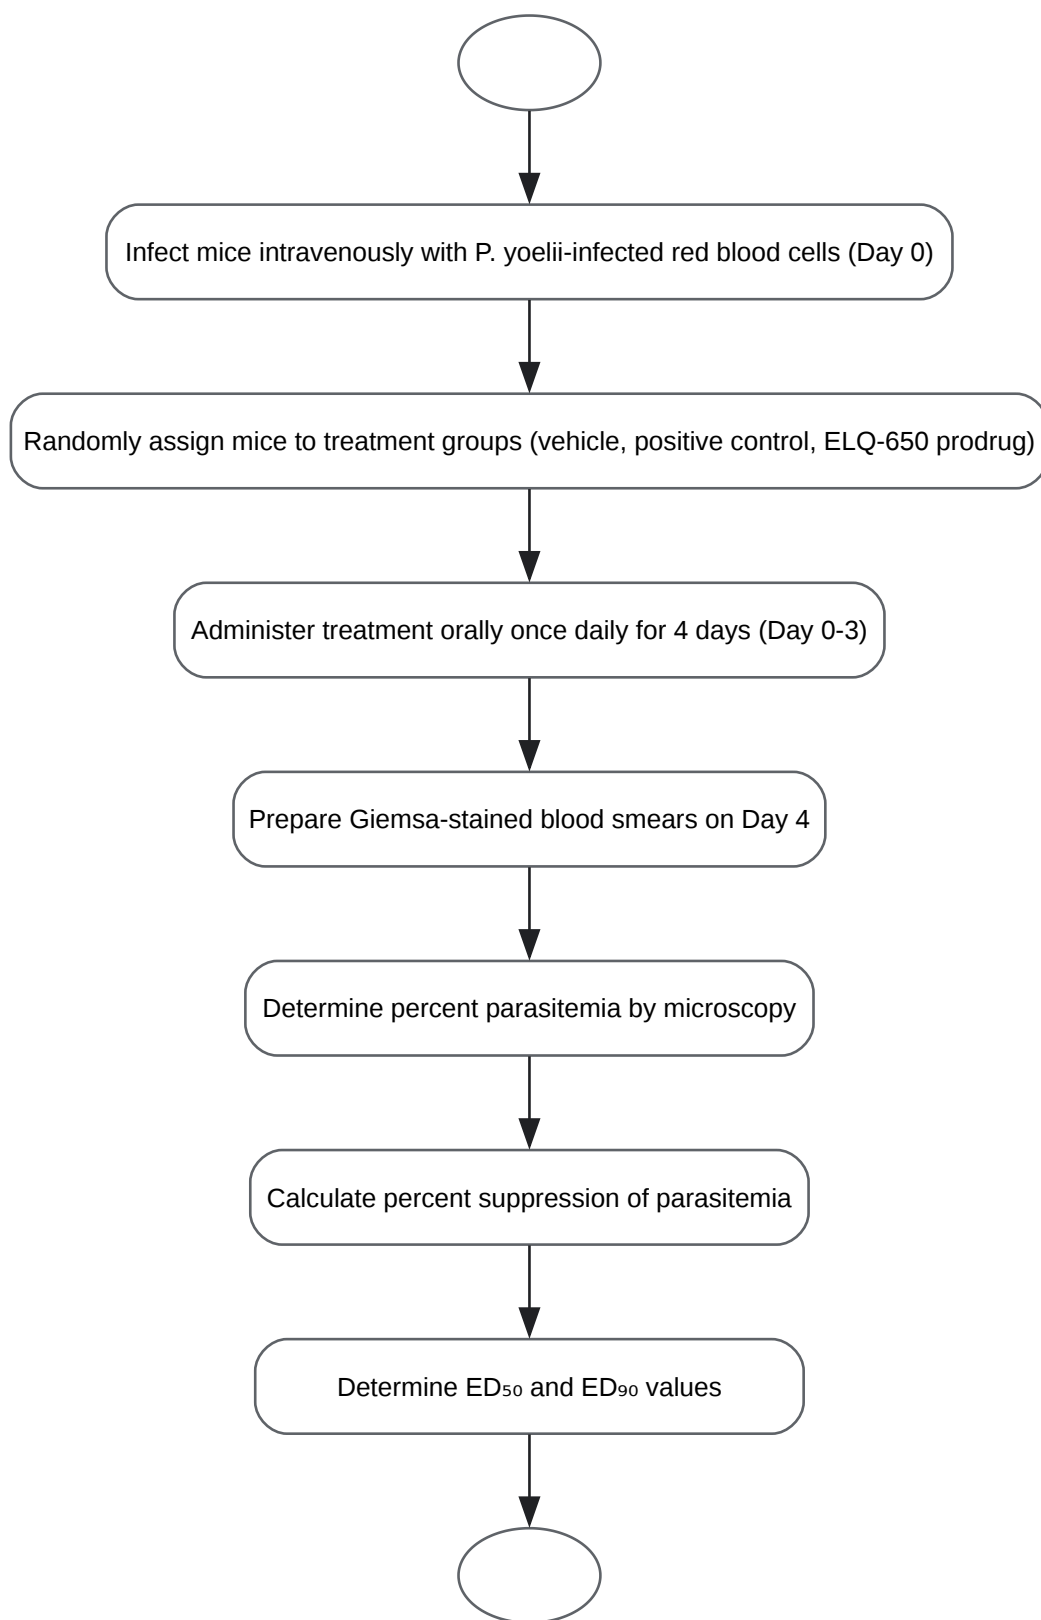 Infect mice intravenously with P. yoelii-infected red blood cells (Day 0)
Randomly assign mice to treatment groups (vehicle, positive control, ELQ-650 prodrug)
Administer treatment orally once daily for 4 days (Day 0-3)
Prepare Giemsa-stained blood smears on Day 4
Determine percent parasitemia by microscopy
Calculate percent suppression of parasitemia
Determine ED₅₀ and ED₉₀ values